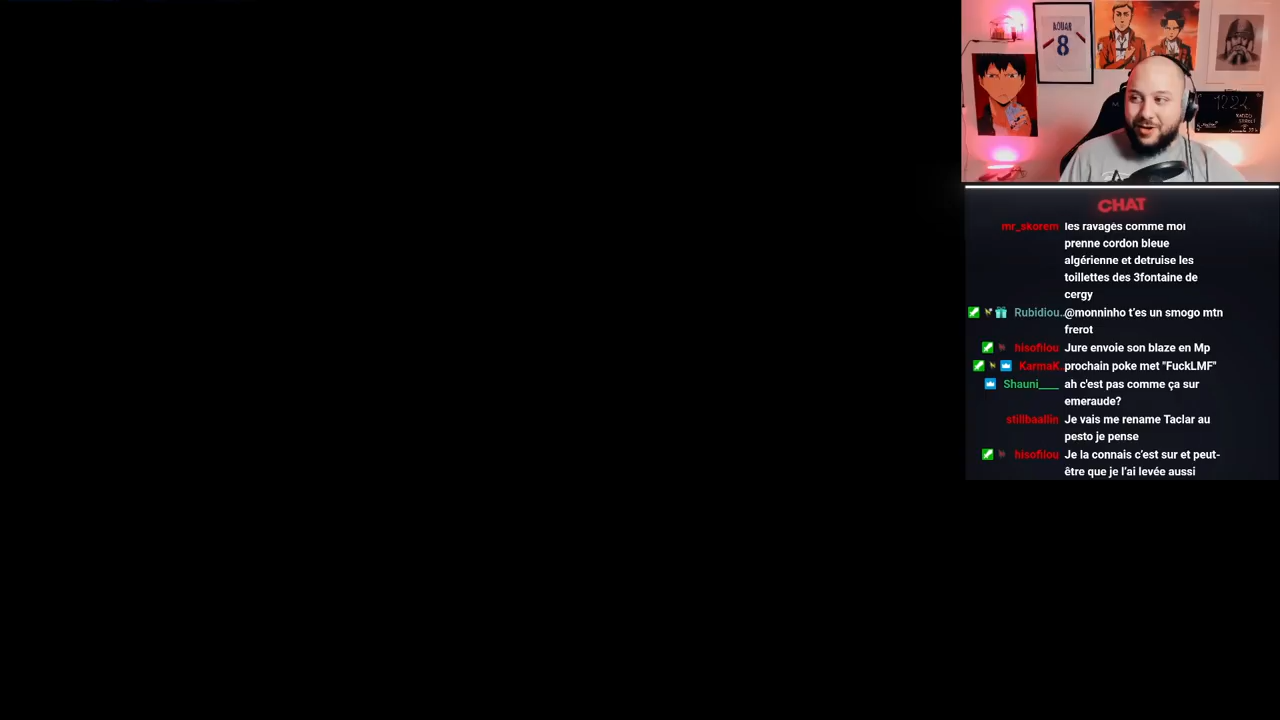 AOUAR
8
CHAT
mr_skorem les ravagés comme moi
prenne cordon bleue
algérienne et detruise les
toillettes des 3fontaine de
cergy
Rubidiou.. @monninho t'es un smogo mtn
frerot
hisofilou Jure envoie son blaze en Mp
KarmaK.. prochain poke met "FuckLMF"
Shauni____ ah c'est pas comme ça sur
emeraude?
stillbaallin Je vais me rename Taclar au
pesto je pense
hisofilou Je la connais c'est sur et peut-
être que je l'ai levée aussi